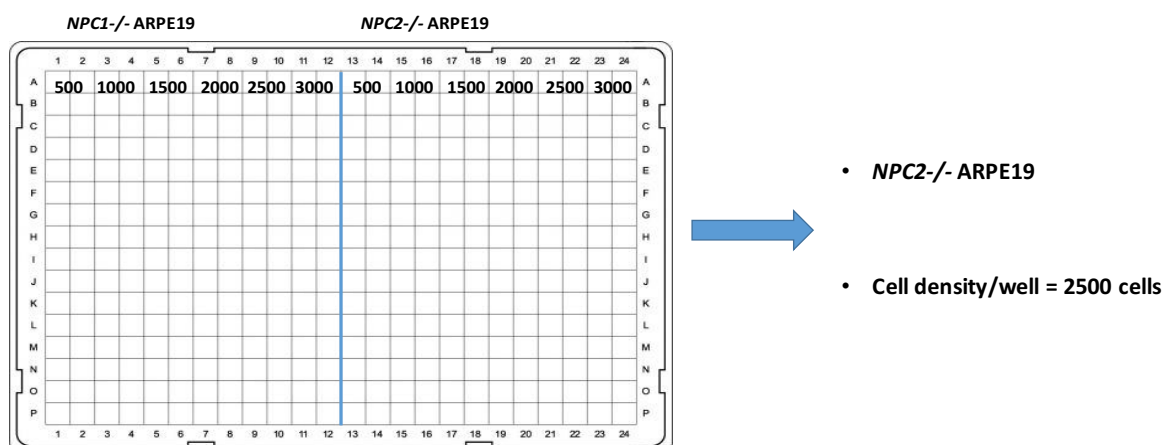 NPC1-/- ARPE19 NPC2-/- ARPE19
1 2 3 4 5 6 7 8 9 10 11 12 13 14 15 16 17 18 19 20 21 22 23 24
A 500 1000 1500 2000 2500 3000 500 1000 1500 2000 2500 3000 A
B B
C C
D D
E E
F F
G G
H H
I I
J J
K K
L L
M M
N N
O O
P P
1 2 3 4 5 6 7 8 9 10 11 12 13 14 15 16 17 18 19 20 21 22 23 24
• NPC2-/- ARPE19
• Cell density/well = 2500 cells